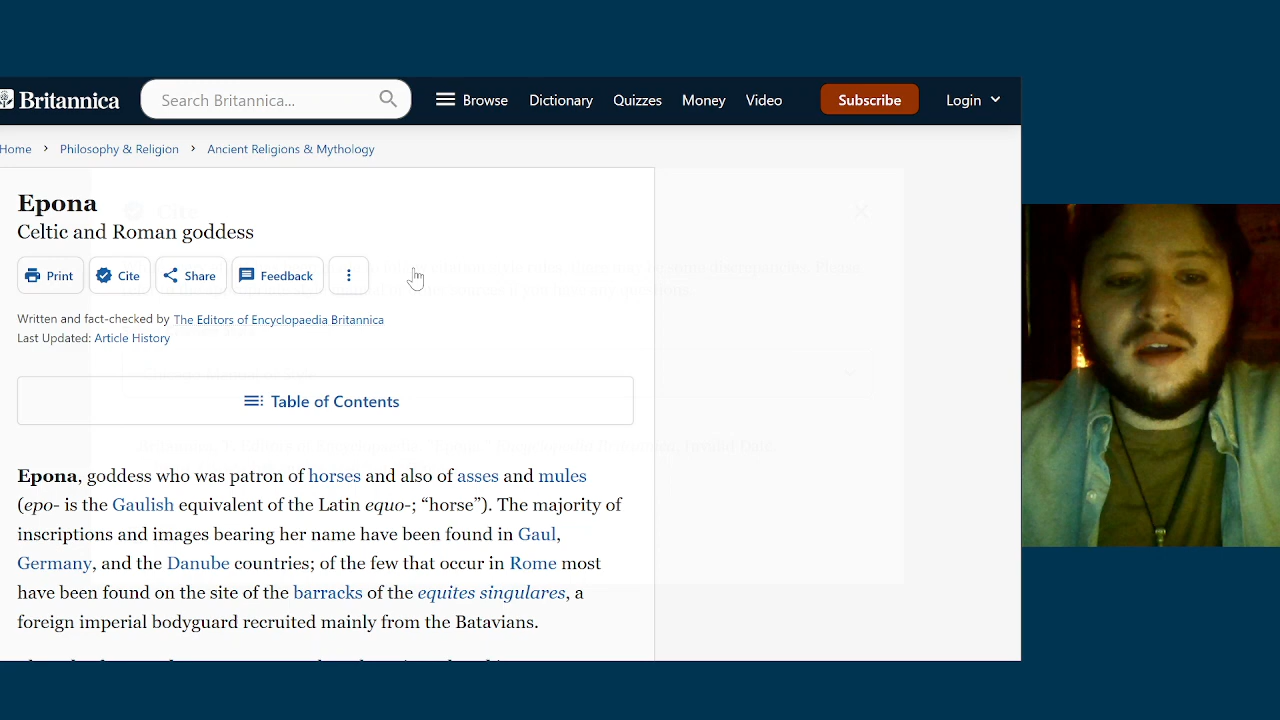 Britannica
Search Britannica...
Browse
Dictionary
Quizzes
Money
Video
Subscribe
Login
Home > Philosophy & Religion > Ancient Religions & Mythology
Epona
Cite
Celtic and Roman goddess
Print
Cite
Share
Feedback
Written and fact-checked by The Editors of Encyclopaedia Britannica
Last Updated: Article History
Table of Contents
Epona, goddess who was patron of horses and also of asses and mules
(epo- is the Gaulish equivalent of the Latin equo-; “horse”). The majority of
inscriptions and images bearing her name have been found in Gaul,
Germany, and the Danube countries; of the few that occur in Rome most
have been found on the site of the barracks of the equites singulares, a
foreign imperial bodyguard recruited mainly from the Batavians.